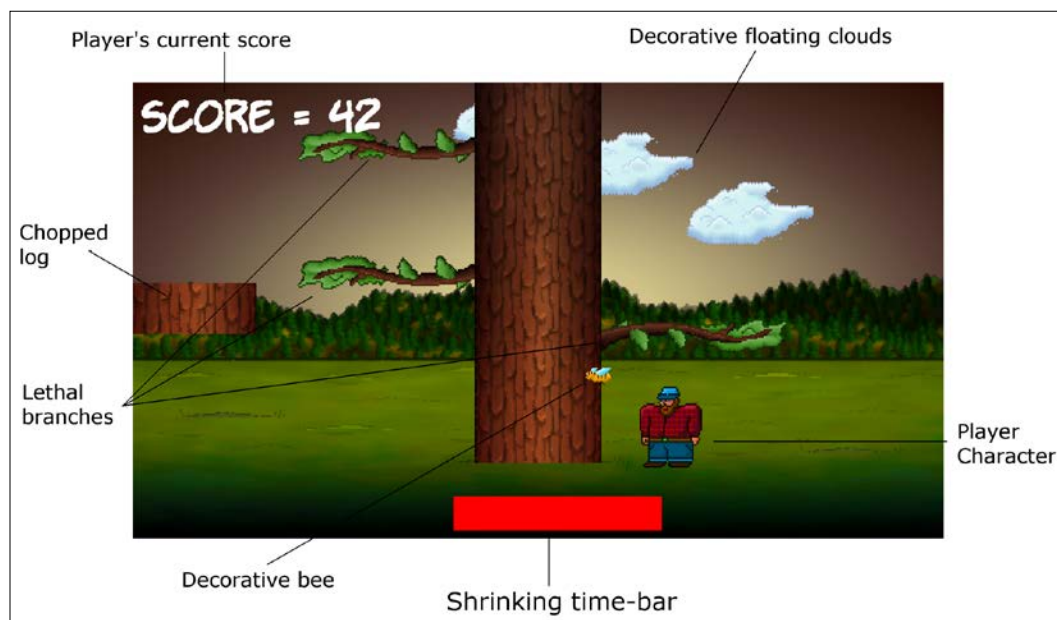 Player's current score
Decorative floating clouds
SCORE = 42
Chopped
log
Lethal
branches
Player
Character
Decorative bee
Shrinking time-bar